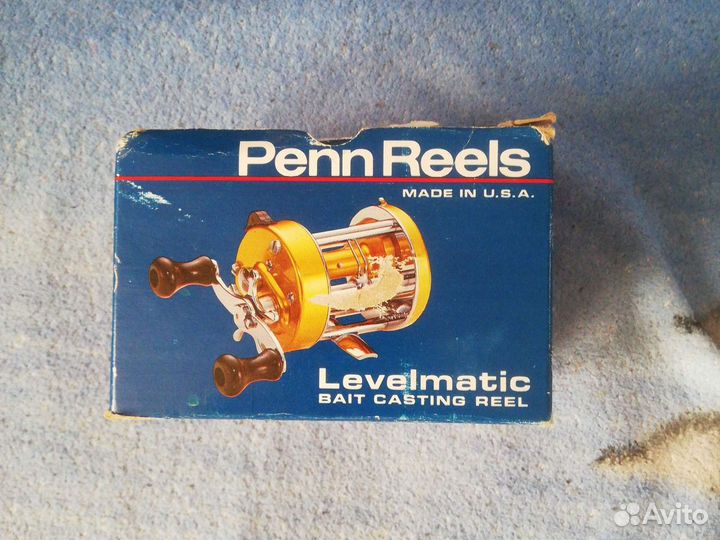 Penn Reels
MADE IN U.S.A.
Levelmatic
BAIT CASTING REEL
Avito